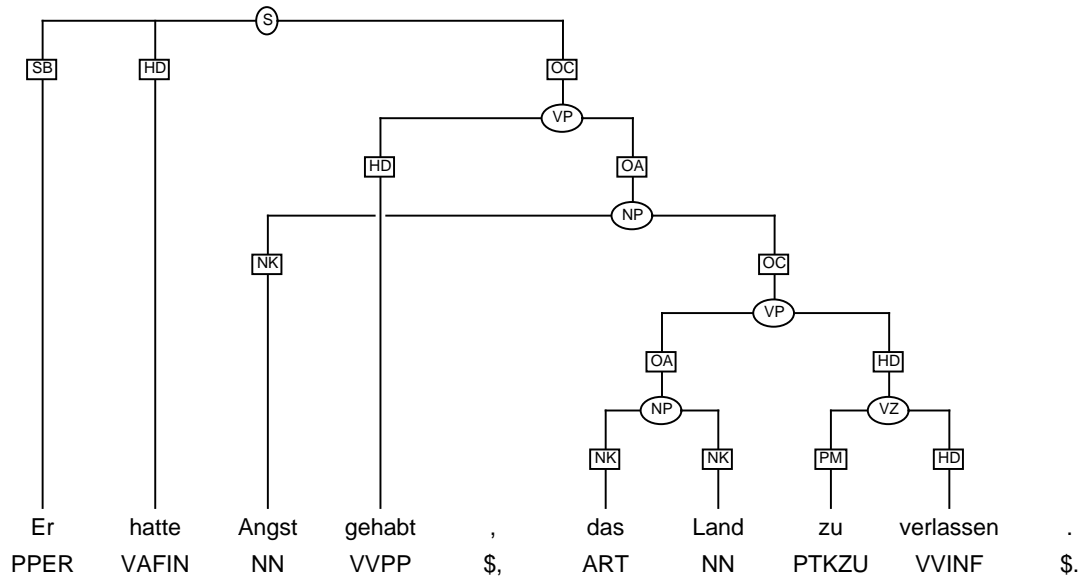 S
SB HD OC
VP
HD OA
NP
NK OC
VP
OA HD
NP VZ
NK NK PM HD
Er hatte Angst gehabt , das Land zu verlassen .
PPER VAFIN NN VVPP $, ART NN PTKZU VVINF $.